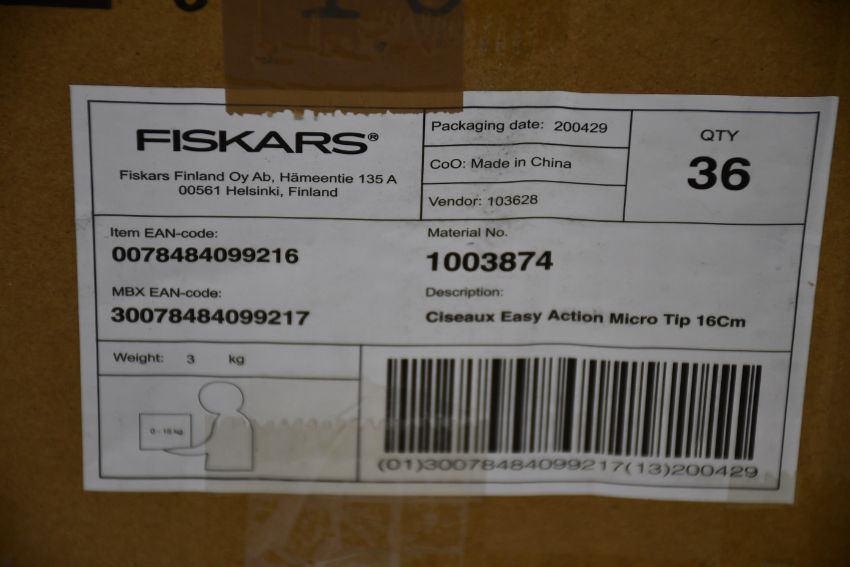 FISKARS®
Fiskars Finland Oy Ab, Hämeentie 135 A
00561 Helsinki, Finland
Packaging date: 200429
CoO: Made in China
Vendor: 103628
QTY
36
Item EAN-code:
0078484099216
MBX EAN-code:
30078484099217
Material No.
1003874
Description:
Ciseaux Easy Action Micro Tip 16Cm
Weight: 3 kg
0 - 15 kg
(01)30078484099217(13)200429